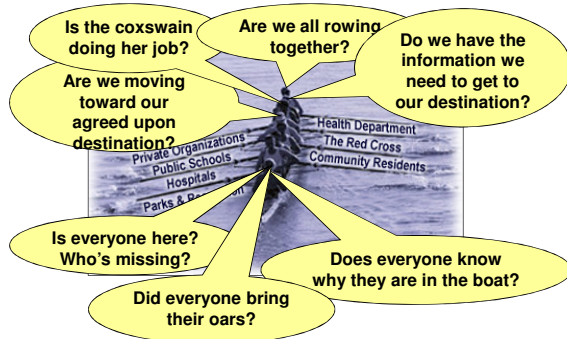 Is the coxswain
doing her job?
Are we all rowing
together?
Do we have the
information we
need to get to
our destination?
Are we moving
toward our
agreed upon
destination?
Private Organizations
Public Schools
Hospitals
Parks &
Health Department
The Red Cross
Community Residents
Is everyone here?
Who's missing?
Does everyone know
why they are in the boat?
Did everyone bring
their oars?